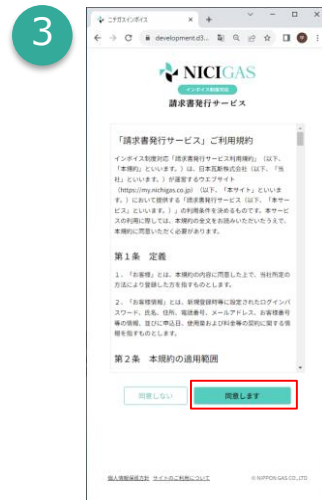 3
ニチガスインボイス
development.d3...
NICIGAS
インボイス制度対応
請求書発行サービス
「請求書発行サービス」ご利用規約
インボイス制度対応「請求書発行サービス利用規約」（以下、
「本規約」といいます。）は、日本瓦斯株式会社（以下、「当
社」といいます。）が運営するウェブサイト
（https://my.nichigas.co.jp）（以下、「本サイト」といいま
す。）において提供する「請求書発行サービス（以下、「本サー
ビス」といいます。）」の利用条件を決めるものです。本サービ
スの利用に際しては、本規約の全文をお読みいただいたうえで、
本規約に同意いただく必要があります。
第1条 定義
1．「お客様」とは、本規約の内容に同意した上で、当社所定の
方法により登録した方を指すものとします。
2．「お客様情報」とは、新規登録時等に設定されたログインパ
スワード、氏名、住所、電話番号、メールアドレス、お客様番号
等の情報、並びに申込日、使用量および料金等の契約に関する情
報を指すものとします。
第2条 本規約の適用範囲
同意しない 同意します
個人情報保護方針 サイトのご利用について © NIPPON GAS CO.,LTD